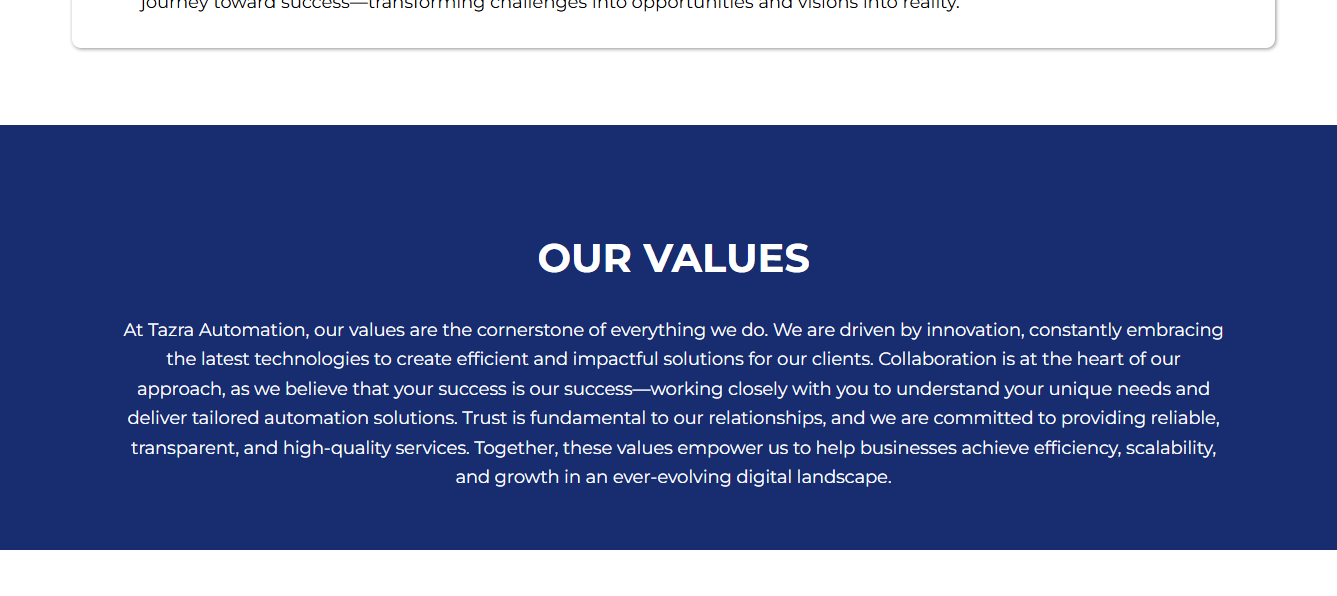 journey toward success—transforming challenges into opportunities and visions into reality.
OUR VALUES
At Tazra Automation, our values are the cornerstone of everything we do. We are driven by innovation, constantly embracing
the latest technologies to create efficient and impactful solutions for our clients. Collaboration is at the heart of our
approach, as we believe that your success is our success—working closely with you to understand your unique needs and
deliver tailored automation solutions. Trust is fundamental to our relationships, and we are committed to providing reliable,
transparent, and high-quality services. Together, these values empower us to help businesses achieve efficiency, scalability,
and growth in an ever-evolving digital landscape.